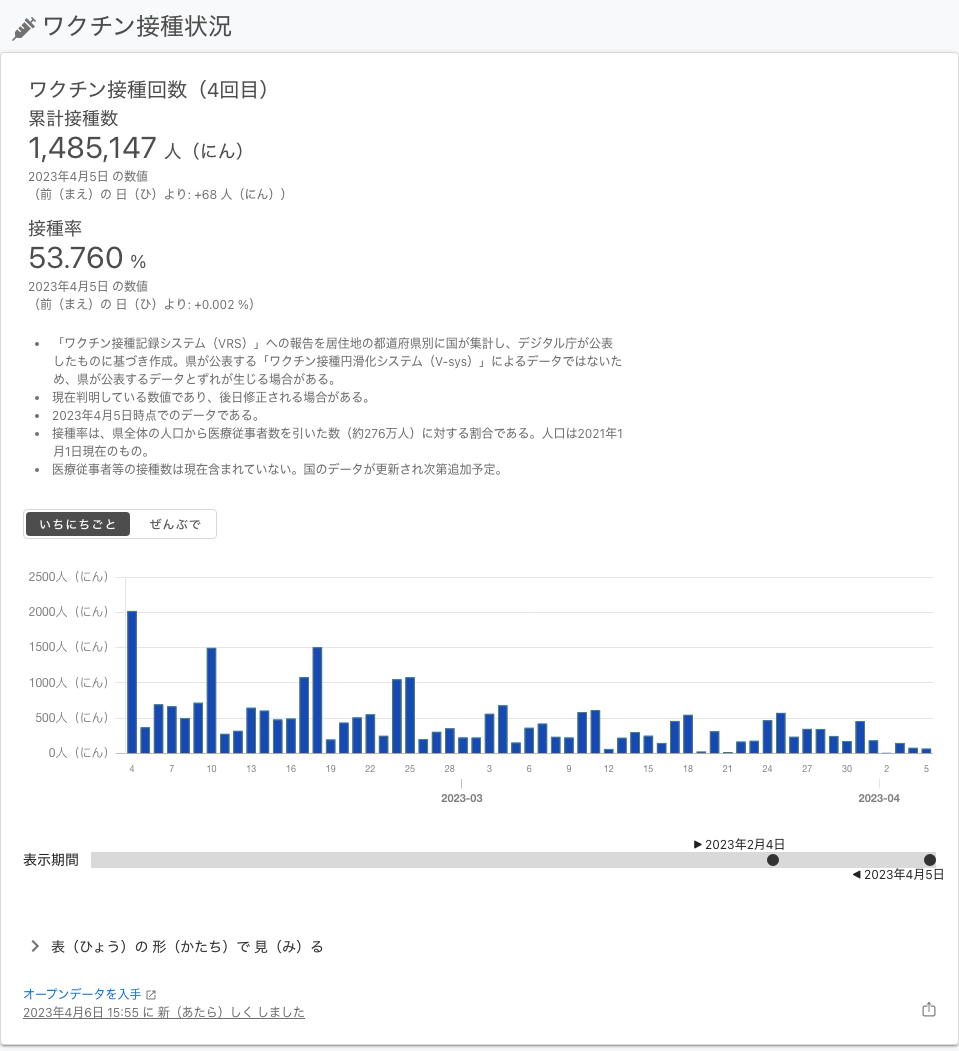 ワクチン接種状況
ワクチン接種回数（4回目）
累計接種数
1,485,147 人（にん）
2023年4月5日 の数値
（前（まえ）の 日（ひ）より: +68 人（にん））
接種率
53.760 %
2023年4月5日 の数値
（前（まえ）の 日（ひ）より: +0.002 %）
• 「ワクチン接種記録システム（VRS）」への報告を居住地の都道府県別に国が集計し、デジタル庁が公表
したものに基づき作成。県が公表する「ワクチン接種円滑化システム（V-sys）」によるデータではないた
め、県が公表するデータとずれが生じる場合がある。
• 現在判明している数値であり、後日修正される場合がある。
• 2023年4月5日時点でのデータである。
• 接種率は、県全体の人口から医療従事者数を引いた数（約276万人）に対する割合である。人口は2021年1
月1日現在のもの。
• 医療従事者等の接種数は現在含まれていない。国のデータが更新され次第追加予定。
いちにちごと ぜんぶで
2500人（にん）
2000人（にん）
1500人（にん）
1000人（にん）
500人（にん）
0人（にん）
4 7 10 13 16 19 22 25 28 3 6 9 12 15 18 21 24 27 30 2 5
2023-03 2023-04
▶ 2023年2月4日
表示期間
◀ 2023年4月5日
表（ひょう）の 形（かたち）で 見（み）る
オープンデータを入手
2023年4月6日 15:55 に 新（あたら）しく しました